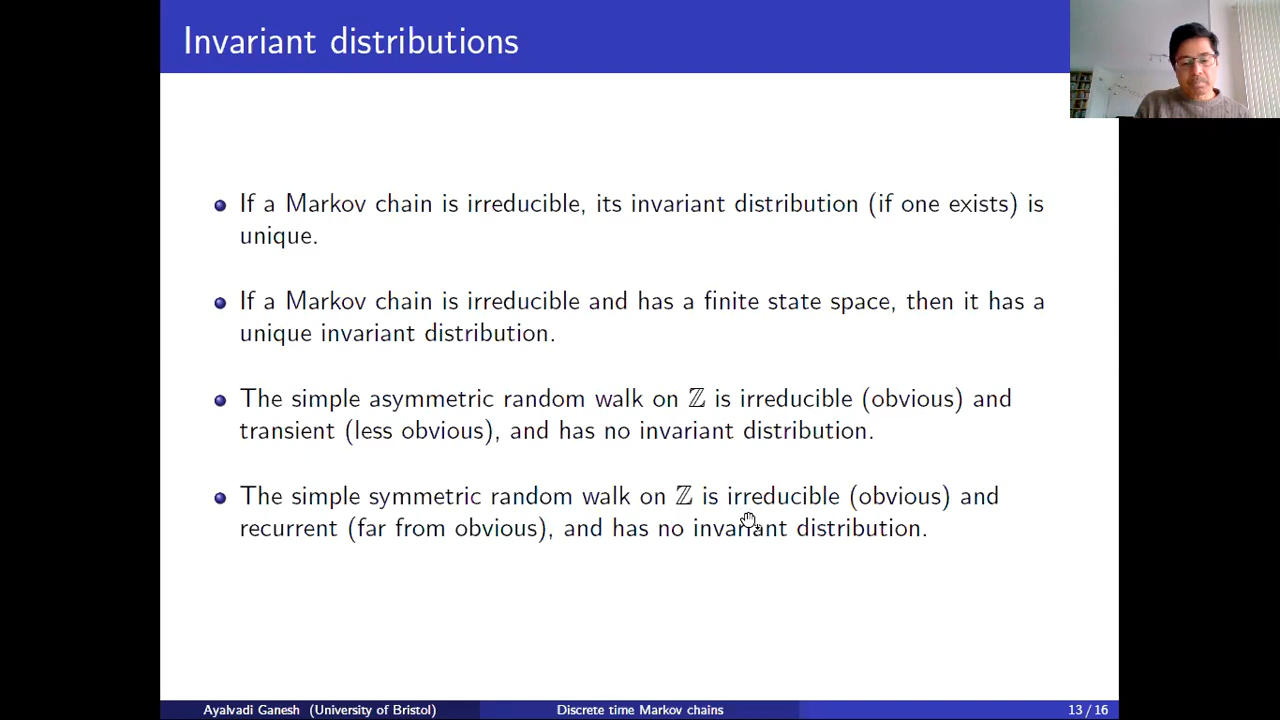 Invariant distributions
If a Markov chain is irreducible, its invariant distribution (if one exists) is
unique.
If a Markov chain is irreducible and has a finite state space, then it has a
unique invariant distribution.
The simple asymmetric random walk on ℤ is irreducible (obvious) and
transient (less obvious), and has no invariant distribution.
The simple symmetric random walk on ℤ is irreducible (obvious) and
recurrent (far from obvious), and has no invariant distribution.
Ayalvadi Ganesh (University of Bristol) Discrete time Markov chains 13 / 16